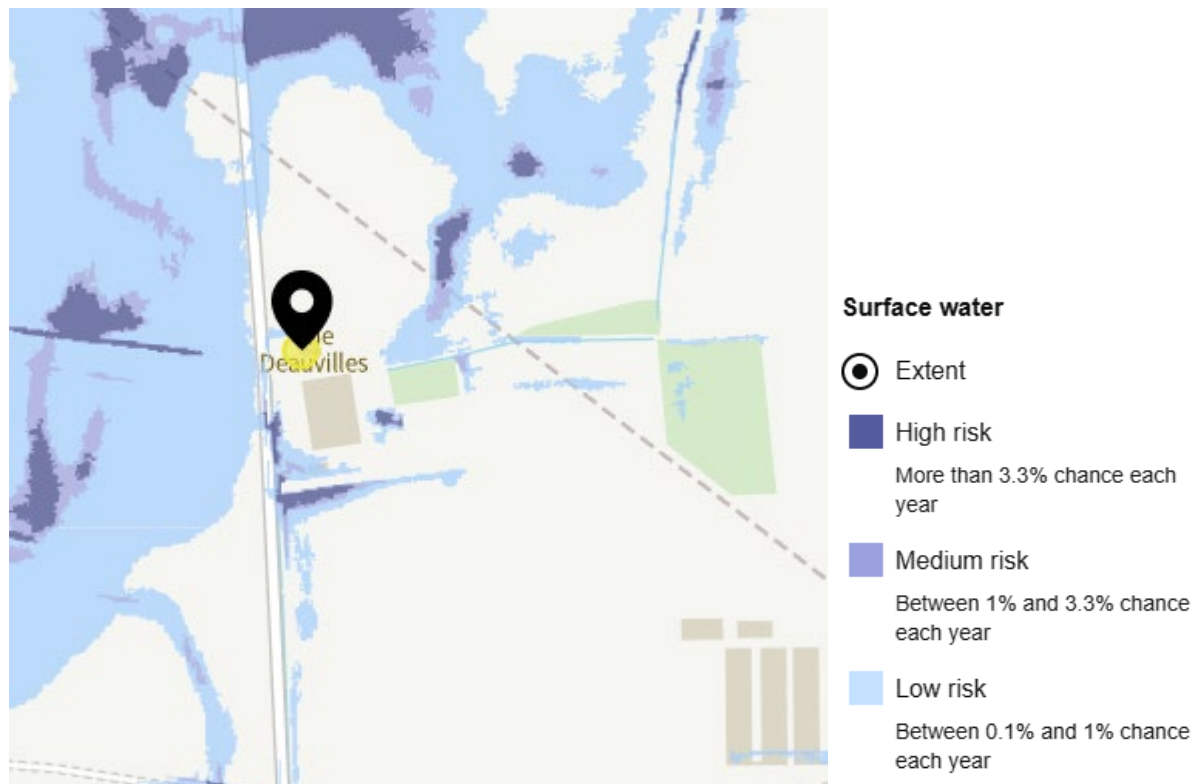 Deauvilles
Surface water
Extent
High risk
More than 3.3% chance each
year
Medium risk
Between 1% and 3.3% chance
each year
Low risk
Between 0.1% and 1% chance
each year